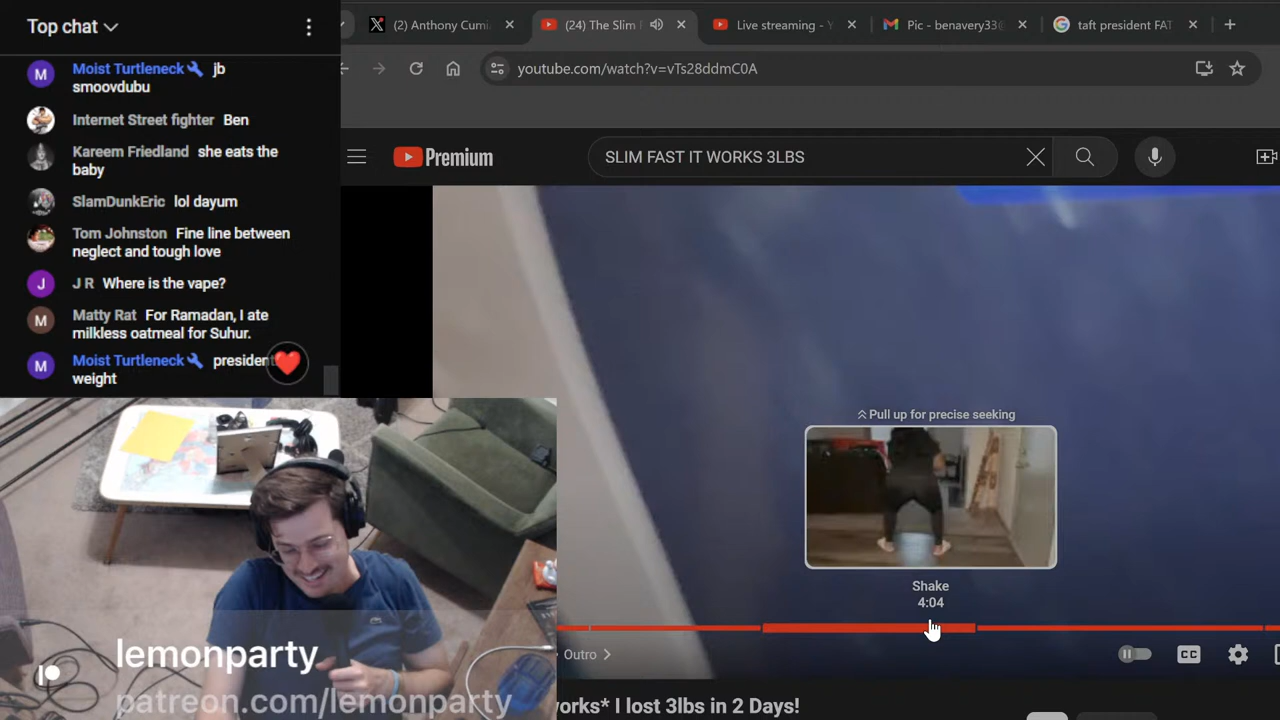 Top chat
Moist Turtleneck jb
smoovdubu
Internet Street fighter Ben
Kareem Friedland she eats the
baby
SlamDunkEric lol dayum
Tom Johnston Fine line between
neglect and tough love
J R Where is the vape?
Matty Rat For Ramadan, I ate
milkless oatmeal for Suhur.
Moist Turtleneck president
weight
M
M
J
M
(2) Anthony Cumi
(24) The Slim
Live streaming - Y
Pic - benavery33@
taft president FAT
youtube.com/watch?v=vTs28ddmC0A
Premium
SLIM FAST IT WORKS 3LBS
Pull up for precise seeking
Shake
4:04
Outro
CC
lemonparty
patreon.com/lemonparty
orks* I lost 3lbs in 2 Days!